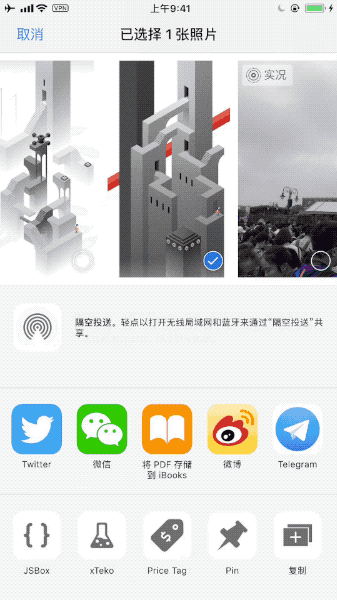 VPN
上午9:41
取消
已选择 1 张照片
实况
隔空投送。轻点以打开无线局域网和蓝牙来通过“隔空投送”共
享。
Twitter
微信
将 PDF 存储
到 iBooks
微博
Telegram
JSBox
xTeko
Price Tag
Pin
复制